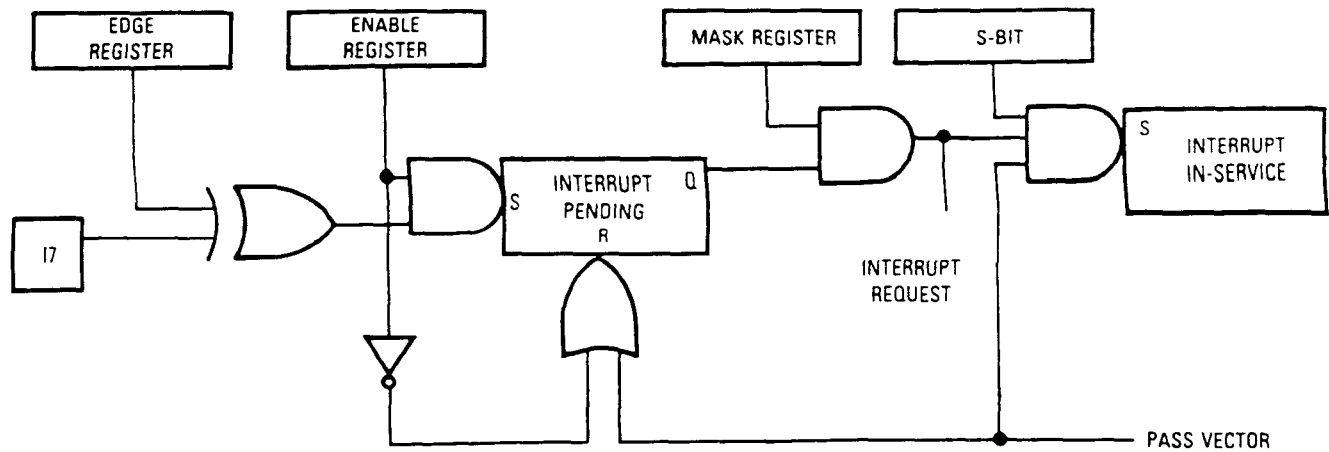 EDGE
REGISTER
ENABLE
REGISTER
MASK REGISTER
S-BIT
I7
S
INTERRUPT
PENDING
Q
R
INTERRUPT
REQUEST
S
INTERRUPT
IN-SERVICE
PASS VECTOR